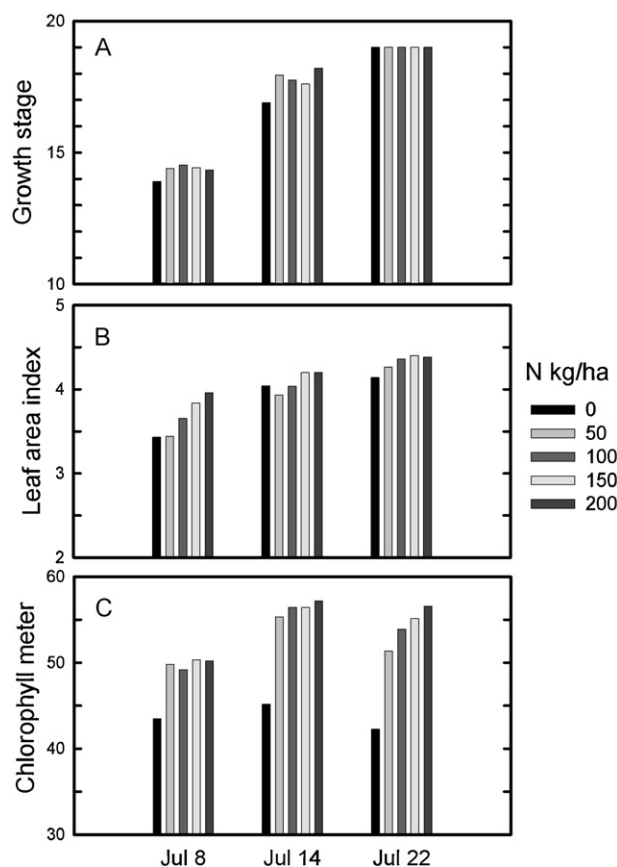 A
Growth stage
20
15
10
B
Leaf area index
5
4
3
2
C
Chlorophyll meter
60
50
40
30
Jul 8 Jul 14 Jul 22
N kg/ha
0
50
100
150
200